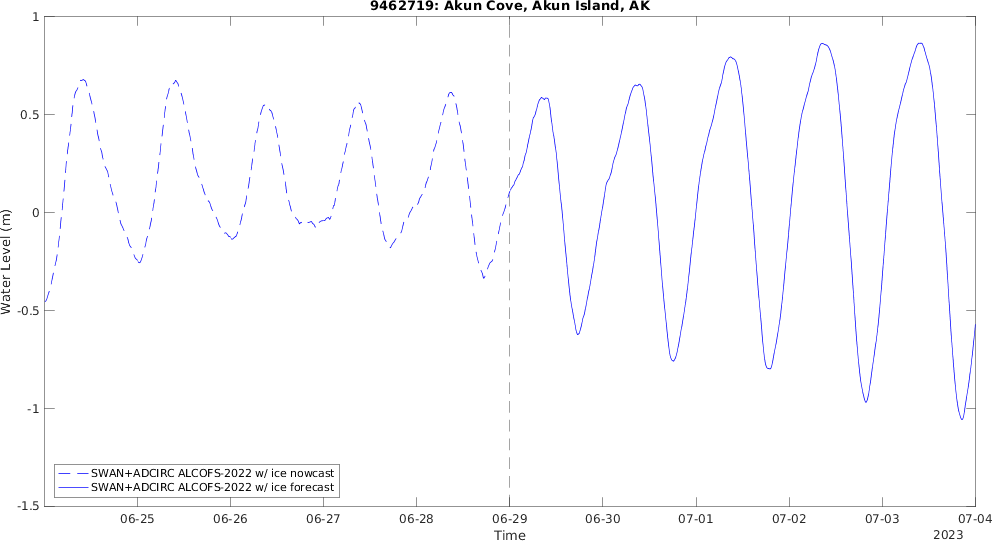 9462719: Akun Cove, Akun Island, AK
1
0.5
0
-0.5
-1
-1.5
Water Level (m)
SWAN+ADCIRC ALCOFS-2022 w/ ice nowcast
SWAN+ADCIRC ALCOFS-2022 w/ ice forecast
06-25 06-26 06-27 06-28 06-29 06-30 07-01 07-02 07-03 07-04
Time
2023